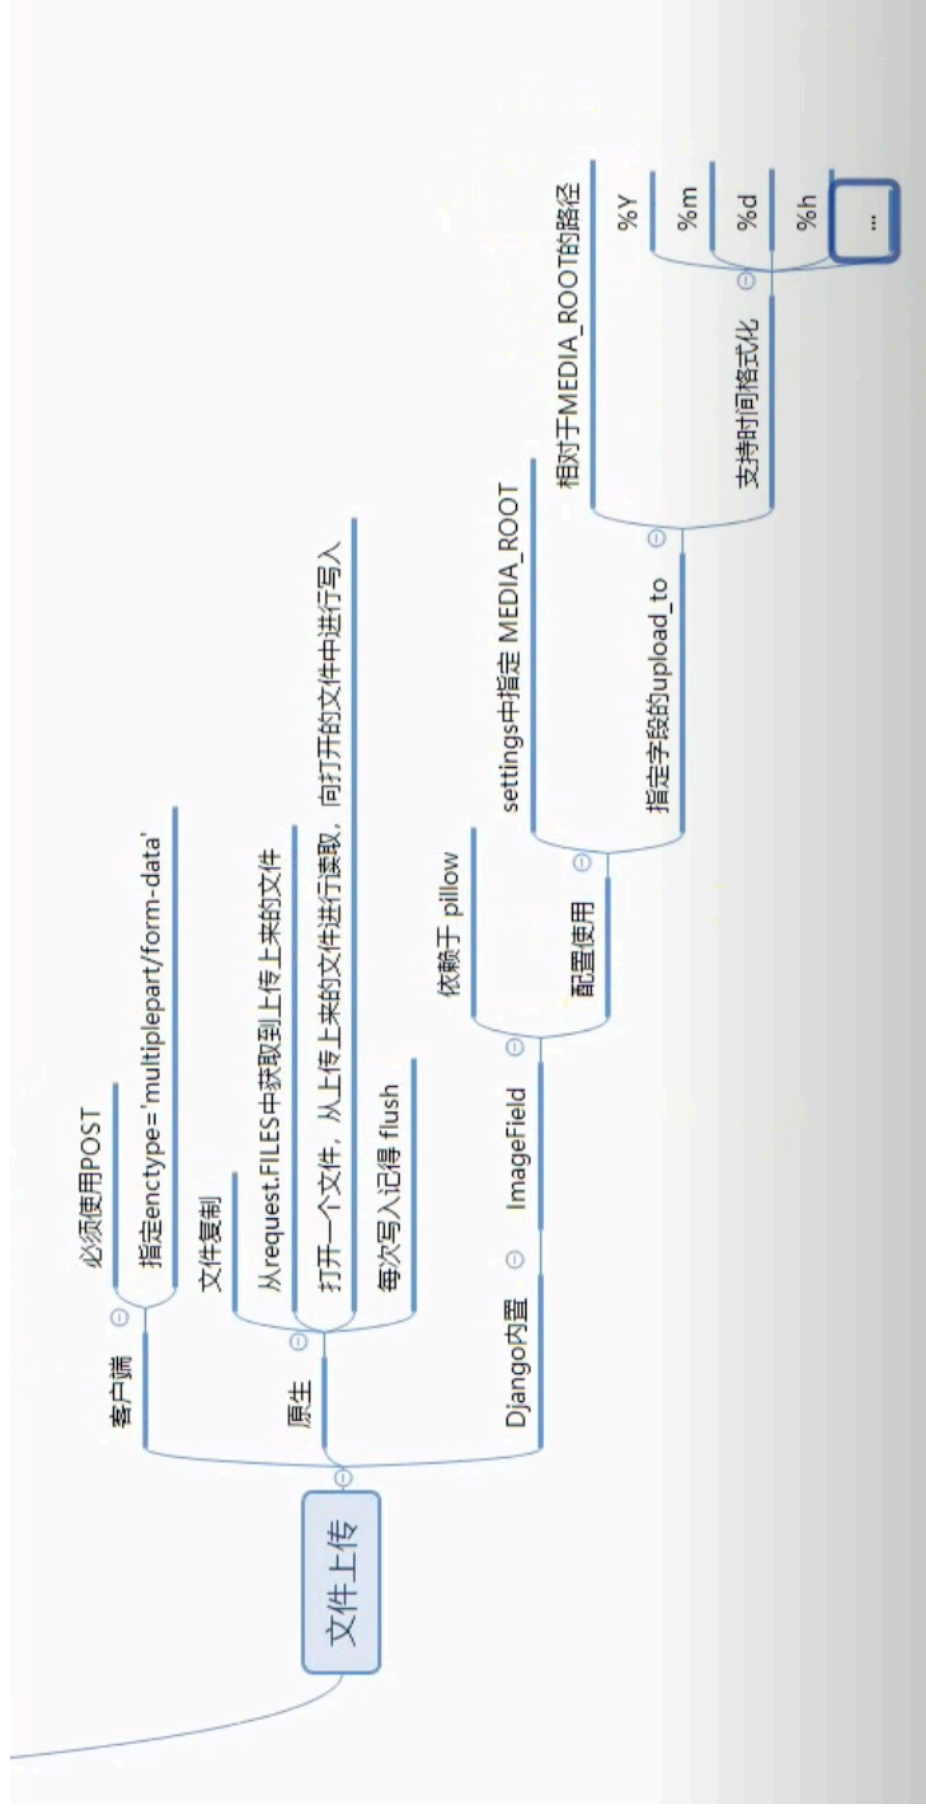 文件上传
客户端
必须使用POST
指定enctype='multiplepart/form-data'
原生
文件复制
从request.FILES中获取到上传上来的文件
打开一个文件，从上传上来的文件进行读取，向打开的文件中进行写入
每次写入记得 flush
Django内置
ImageField
依赖于 pillow
配置使用
settings中指定 MEDIA_ROOT
指定字段的upload_to
相对于MEDIA_ROOT的路径
支持时间格式化
%Y
%m
%d
%h
...